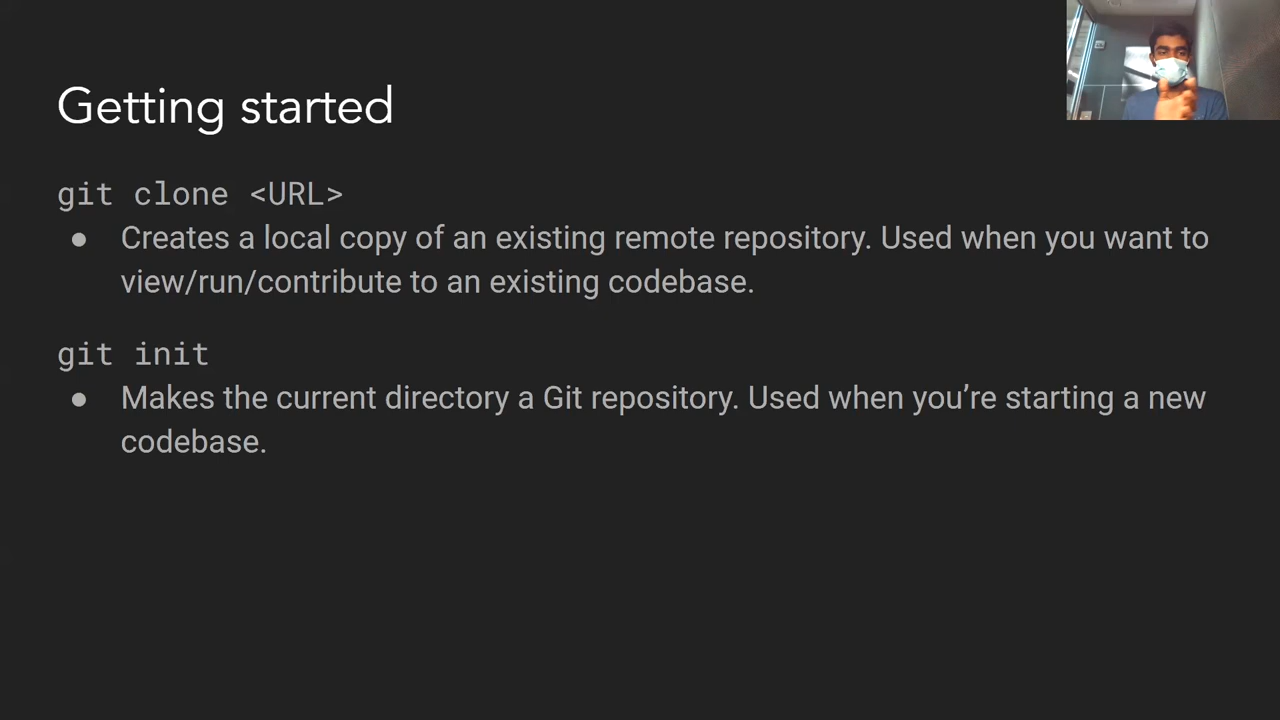 Getting started
git clone <URL>
● Creates a local copy of an existing remote repository. Used when you want to
view/run/contribute to an existing codebase.
git init
● Makes the current directory a Git repository. Used when you’re starting a new
codebase.